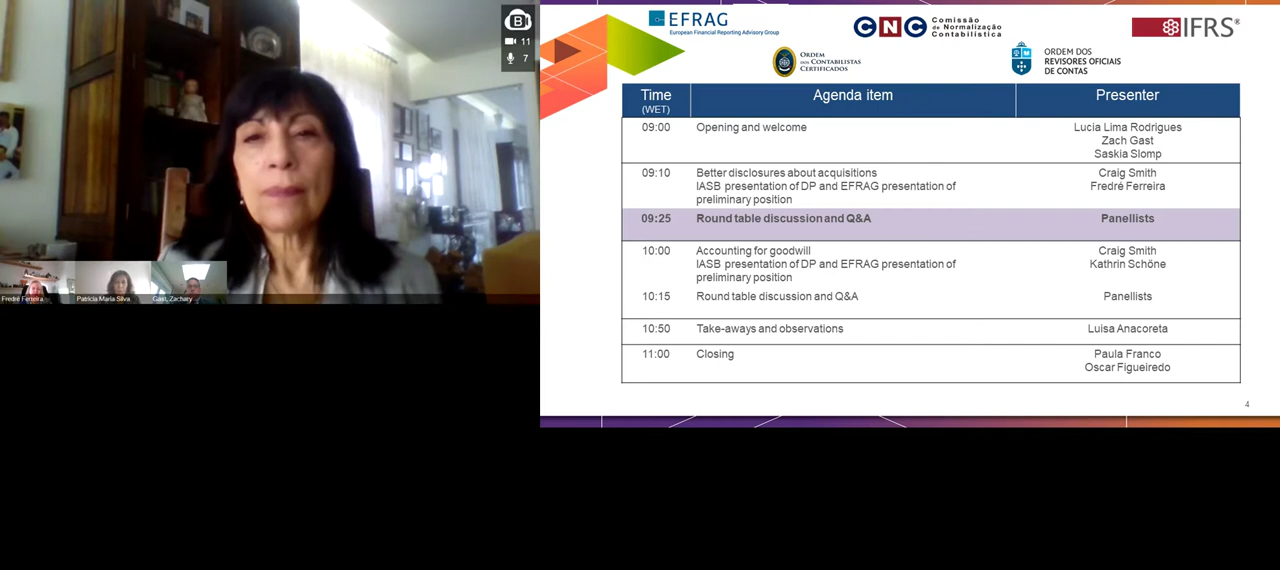 B
11
7
Fredré Ferreira
Patricia Maria Silva
Gast, Zachary
EFRAG
European Financial Reporting Advisory Group
CNC Comissão
de Normalização
Contabilística
IFRS®
ORDEM
DOS CONTABILISTAS
CERTIFICADOS
ORDEM DOS
REVISORES OFICIAIS
DE CONTAS
Time
(WET)
Agenda item
Presenter
09:00 Opening and welcome Lucia Lima Rodrigues
Zach Gast
Saskia Slomp
09:10 Better disclosures about acquisitions Craig Smith
IASB presentation of DP and EFRAG presentation of Fredré Ferreira
preliminary position
09:25 Round table discussion and Q&A Panellists
10:00 Accounting for goodwill Craig Smith
IASB presentation of DP and EFRAG presentation of Kathrin Schöne
preliminary position
10:15 Round table discussion and Q&A Panellists
10:50 Take-aways and observations Luisa Anacoreta
11:00 Closing Paula Franco
Oscar Figueiredo
4